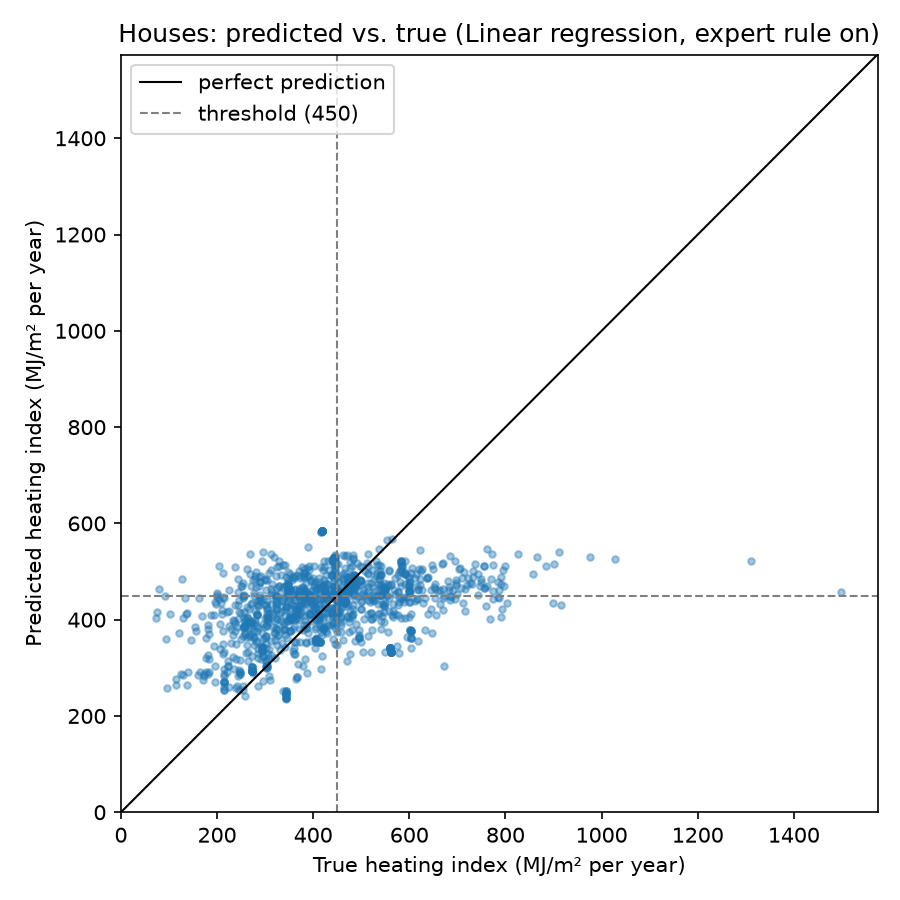 Houses: predicted vs. true (Linear regression, expert rule on)
perfect prediction
threshold (450)
Predicted heating index (MJ/m² per year)
1400
1200
1000
800
600
400
200
0
0 200 400 600 800 1000 1200 1400
True heating index (MJ/m² per year)